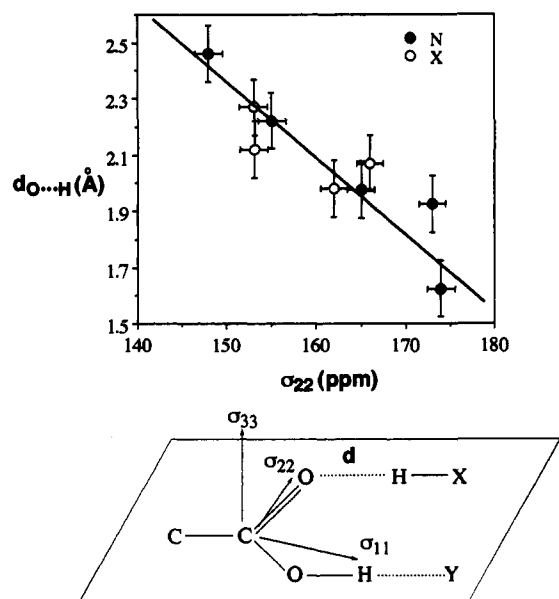 2.5
2.3
2.1
1.9
1.7
1.5
dO···H (Å)
● N
○ X
140 150 160 170 180
σ22 (ppm)
σ33
σ22
O ········ H — X
d
C — C
σ11
O — H ········ Y